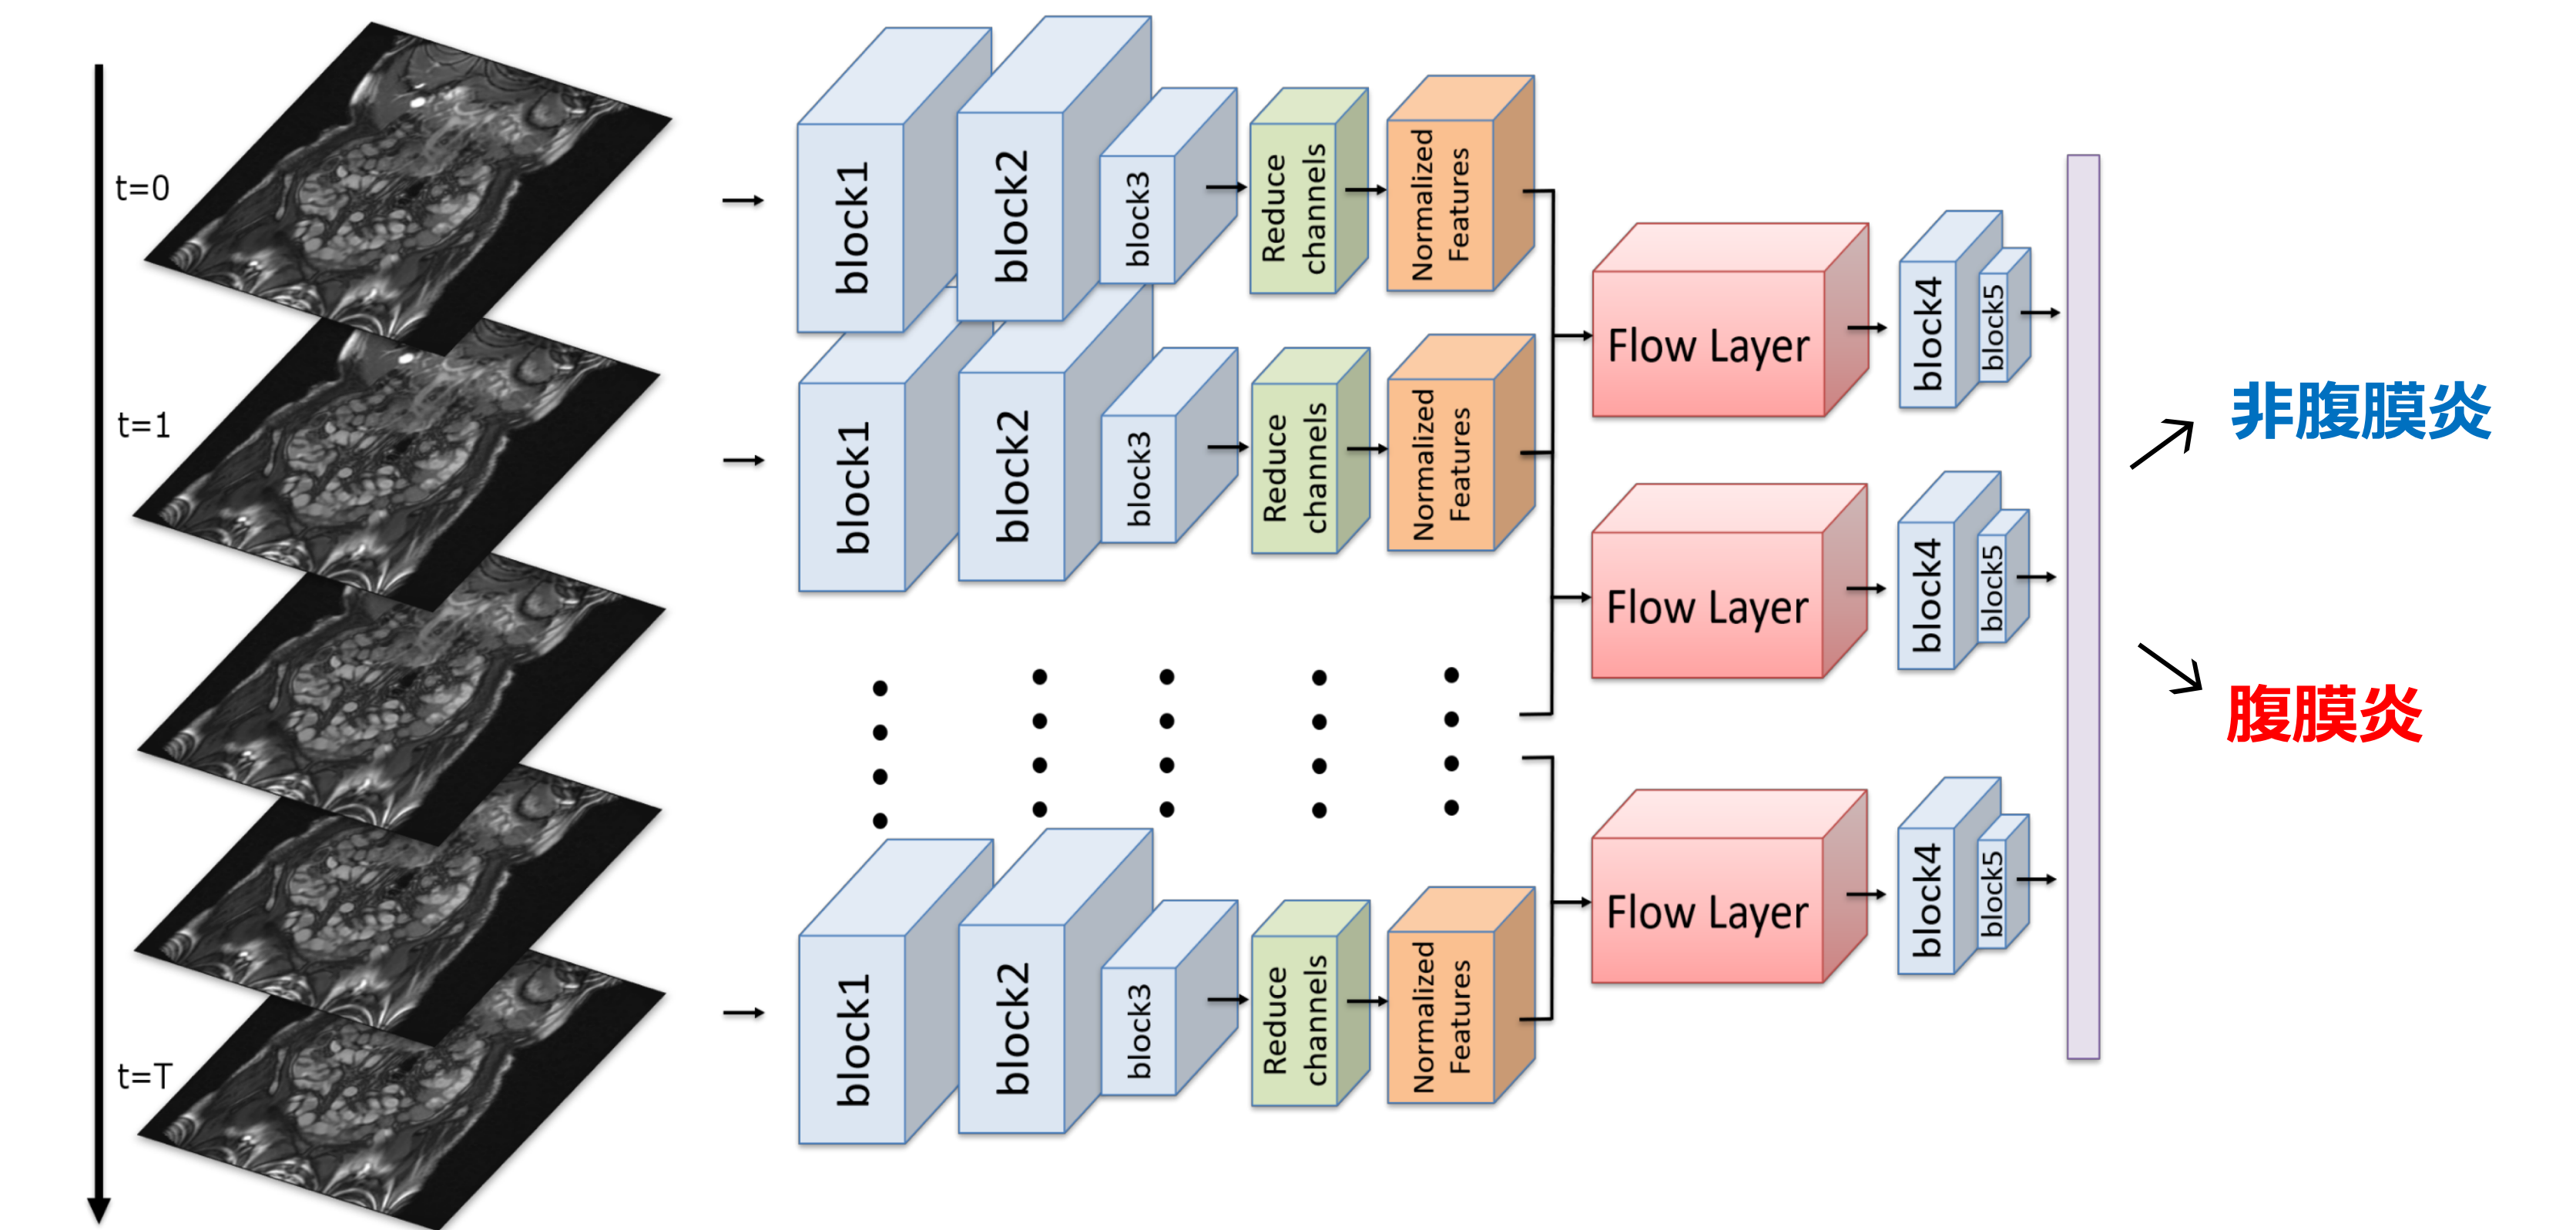 t=0
block1
block2
block3
Reduce
channels
Normalized
Features
Flow Layer
block4
block5
t=1
block1
block2
block3
Reduce
channels
Normalized
Features
非腹膜炎
Flow Layer
block4
block5
腹膜炎
t=T
block1
block2
block3
Reduce
channels
Normalized
Features
Flow Layer
block4
block5